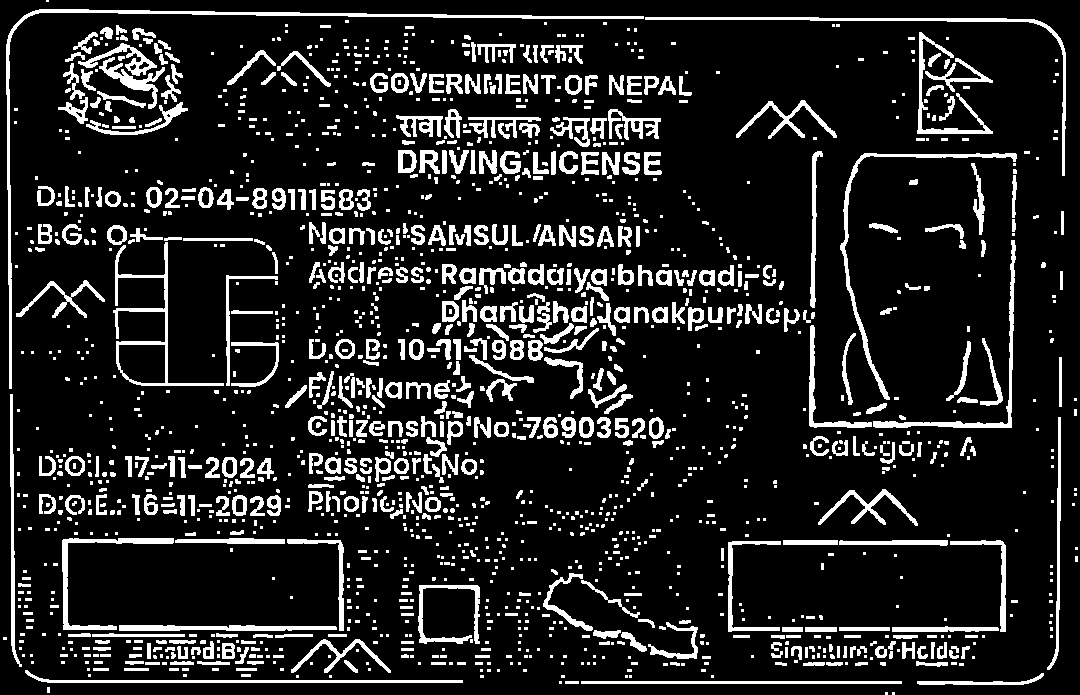 नेपाल सरकार
GOVERNMENT OF NEPAL
सवारी चालक अनुमतिपत्र
DRIVING LICENSE
D.L.No.: 02-04-89111583
B.G.: O+
Name: SAMSUL ANSARI
Address: Ramadaiya bhawadi-9,
Dhanusha Janakpur Nepa
D.O.B: 10-11-1988
F/H Name:
Citizenship No: 76903520
D.O.I.: 17-11-2024
Passport No:
D.O.E.: 16-11-2029
Phone No.:
Category: A
Issued By
Signature of Holder